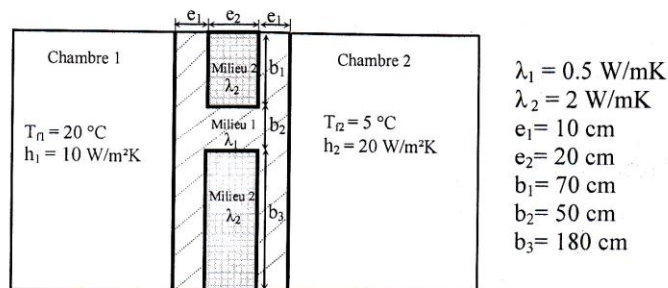 e₁ e₂ e₁
Chambre 1
Milieu 2
λ₂
b₁
Chambre 2
Tf1 = 20 °C
h₁ = 10 W/m²K
Milieu 1
λ₁
b₂
Tf2 = 5 °C
h₂ = 20 W/m²K
Milieu 2
λ₂
b₃
λ₁ = 0.5 W/mK
λ₂ = 2 W/mK
e₁= 10 cm
e₂= 20 cm
b₁= 70 cm
b₂= 50 cm
b₃= 180 cm